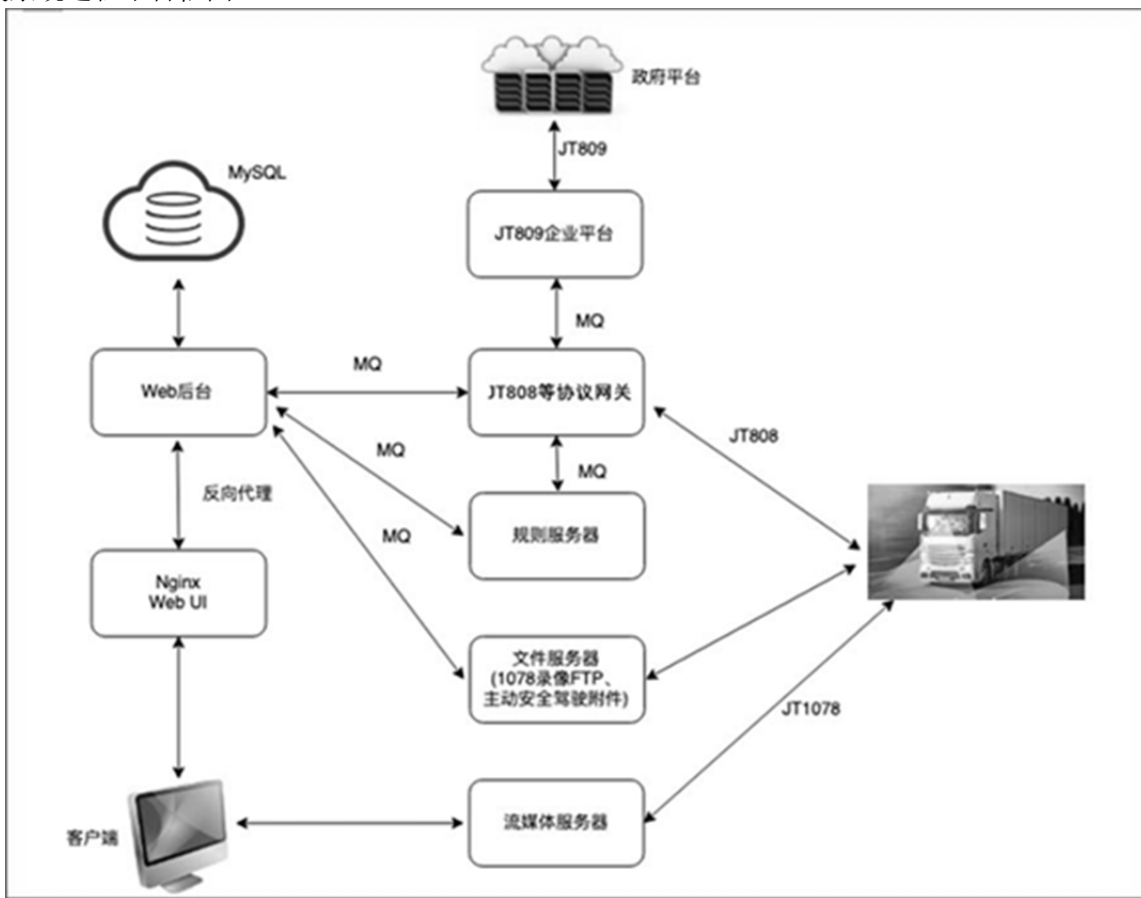 政府平台
JT809
MySQL
JT809企业平台
MQ
MQ
Web后台
JT808等协议网关
JT808
MQ
MQ
反向代理
MQ
规则服务器
Nginx
Web UI
文件服务器
(1078录像FTP、
主动安全驾驶附件)
JT1078
流媒体服务器
客户端